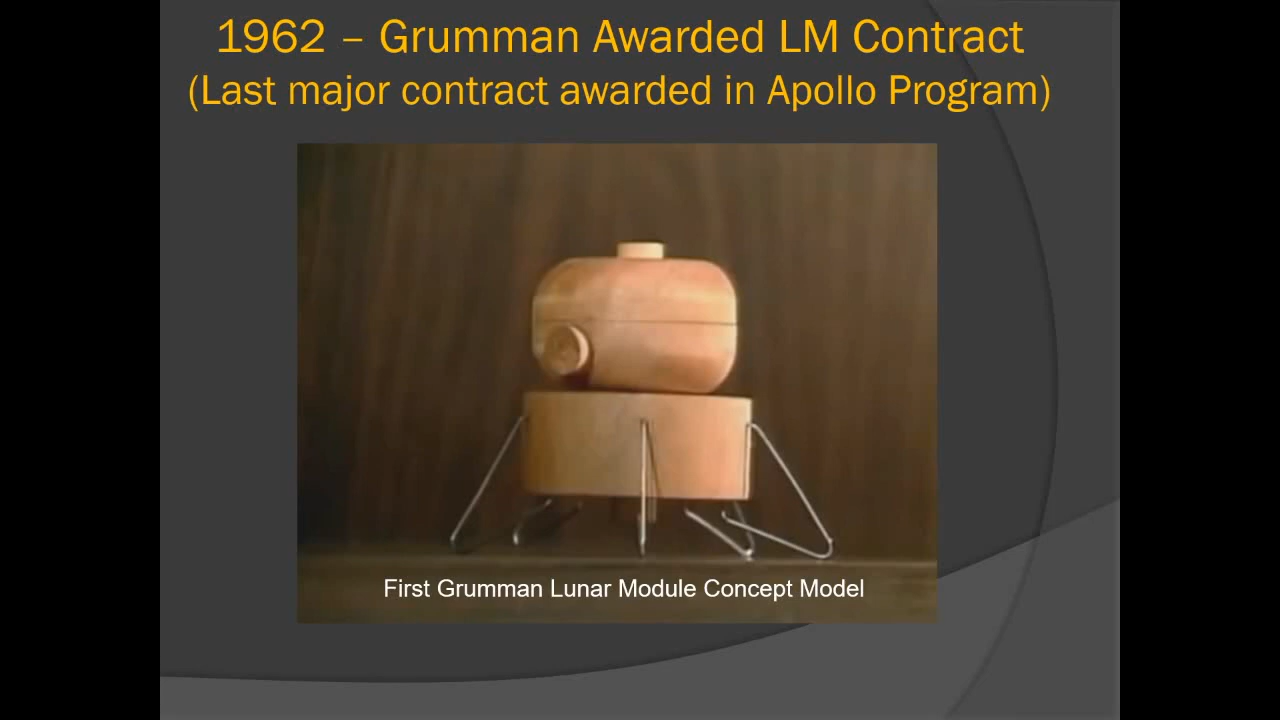 1962 – Grumman Awarded LM Contract
(Last major contract awarded in Apollo Program)
First Grumman Lunar Module Concept Model